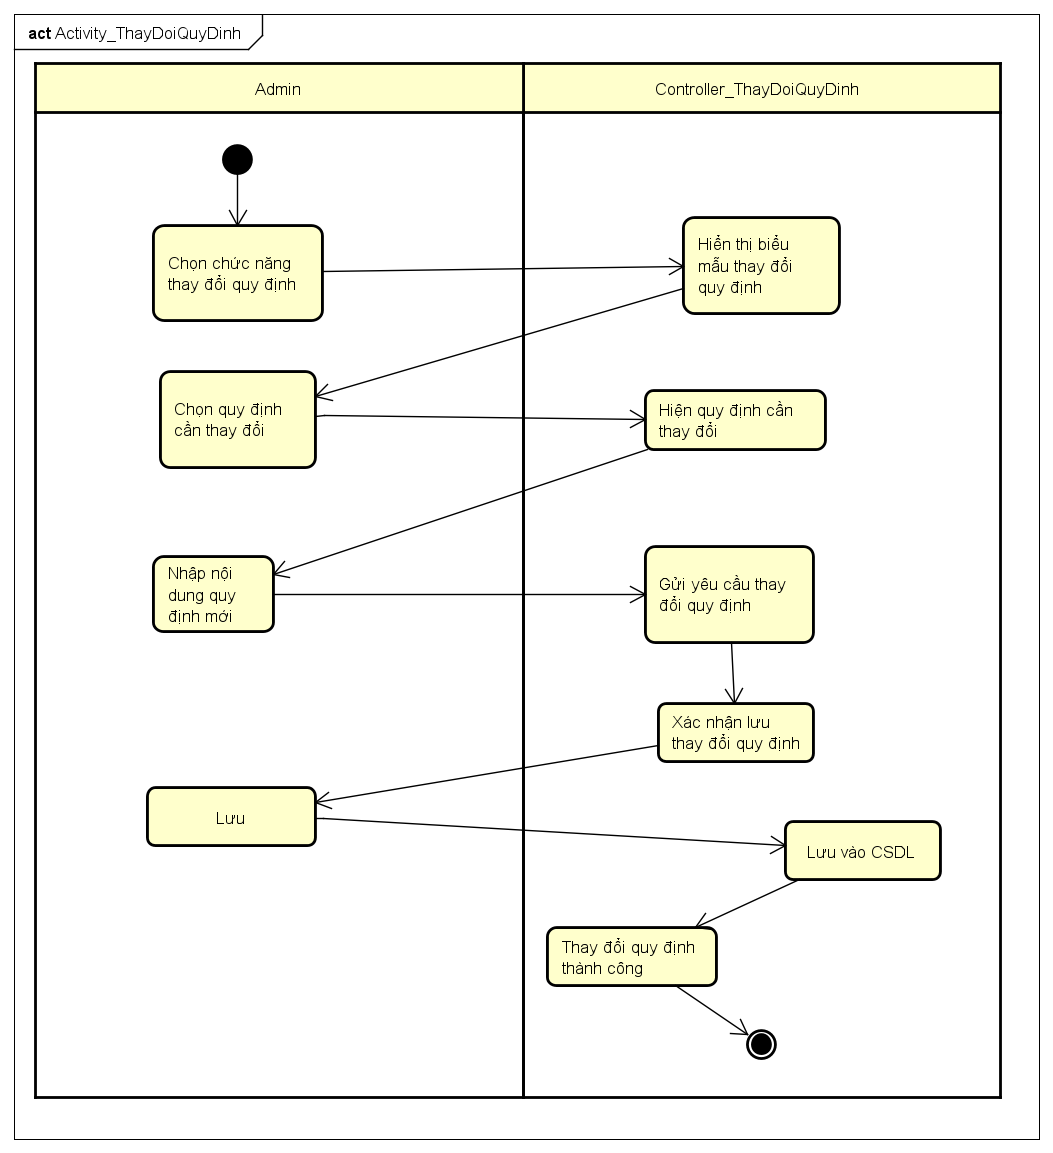 act Activity_ThayDoiQuyDinh
Admin
Controller_ThayDoiQuyDinh
Chọn chức năng
thay đổi quy định
Hiển thị biểu
mẫu thay đổi
quy định
Chọn quy định
cần thay đổi
Hiện quy định cần
thay đổi
Nhập nội
dung quy
định mới
Gửi yêu cầu thay
đổi quy định
Xác nhận lưu
thay đổi quy định
Lưu
Lưu vào CSDL
Thay đổi quy định
thành công